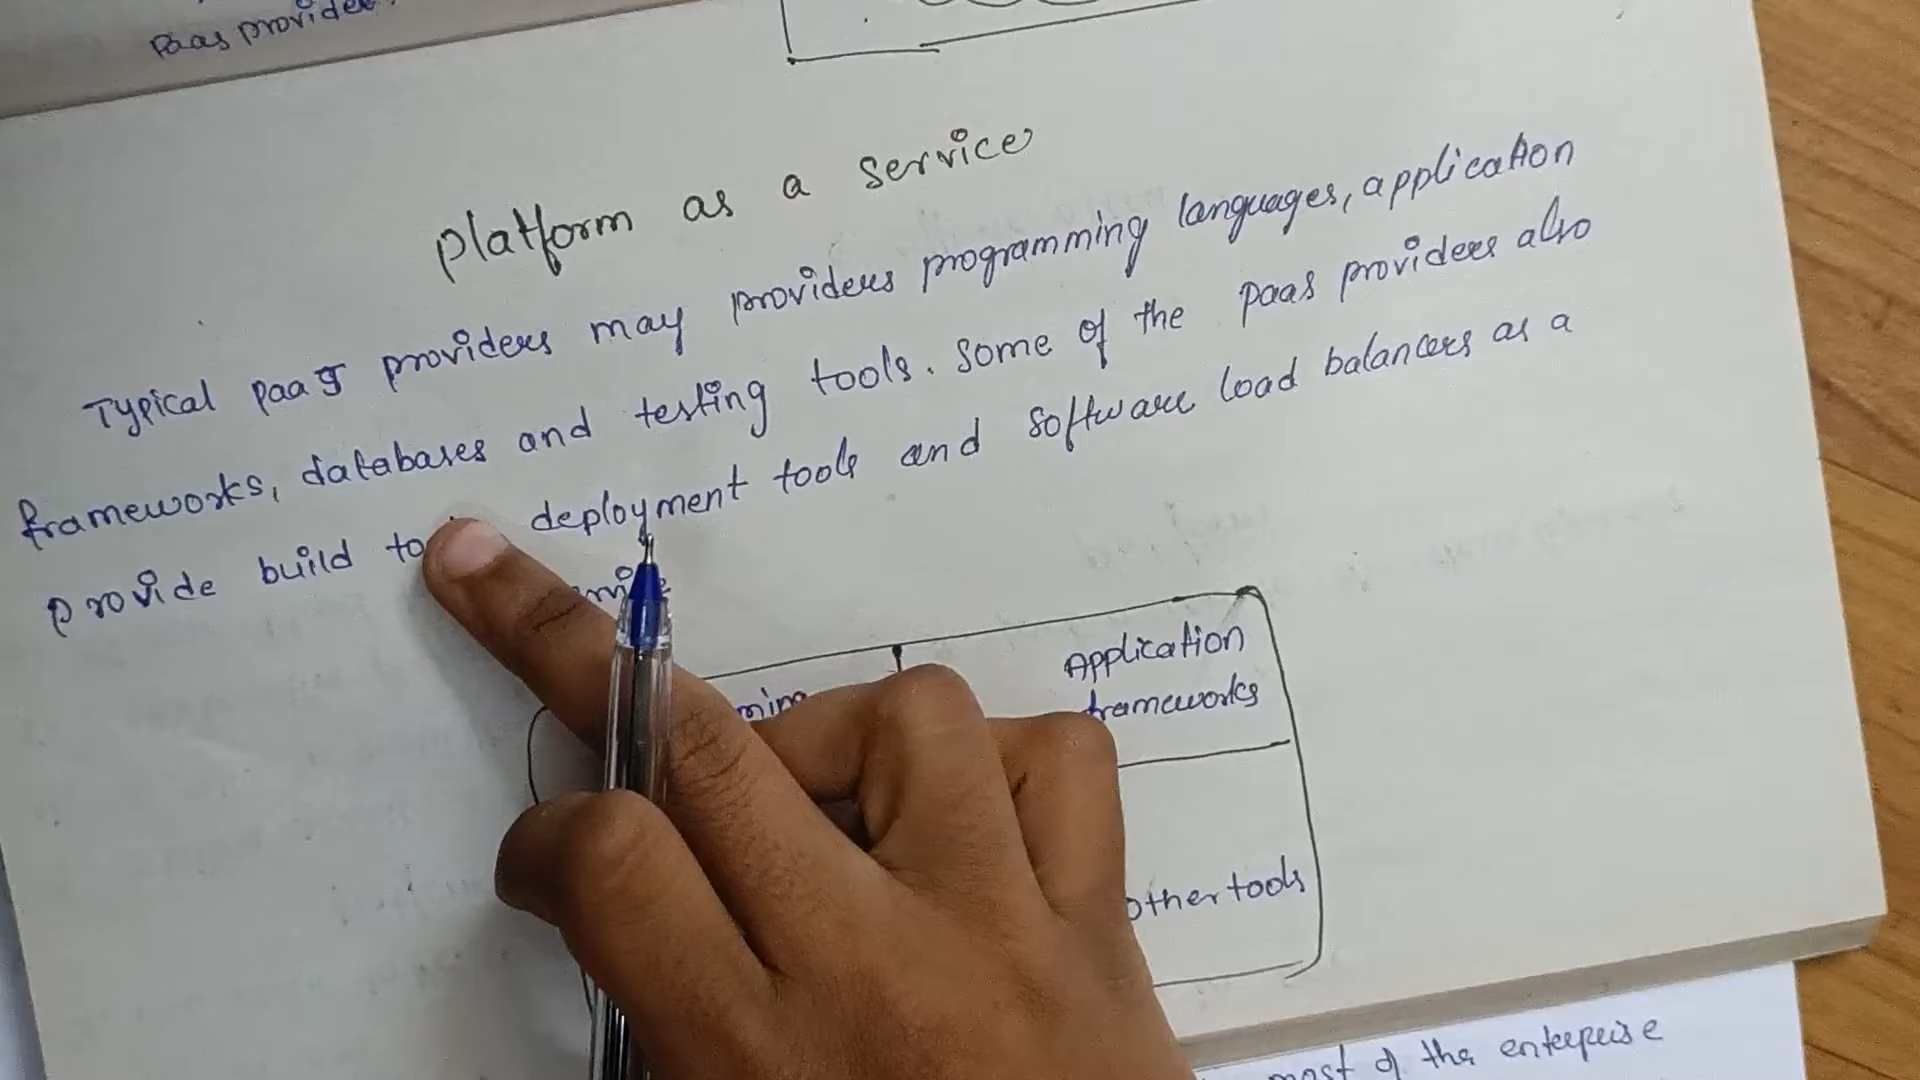 Paas provider.
Platform as a service
Typical paas providers may providers programming languages, application
frameworks, databases and testing tools. Some of the paas providers also
provide build deployment tools and software load balancers as a
Application
frameworks
other tools
most of the enterprise